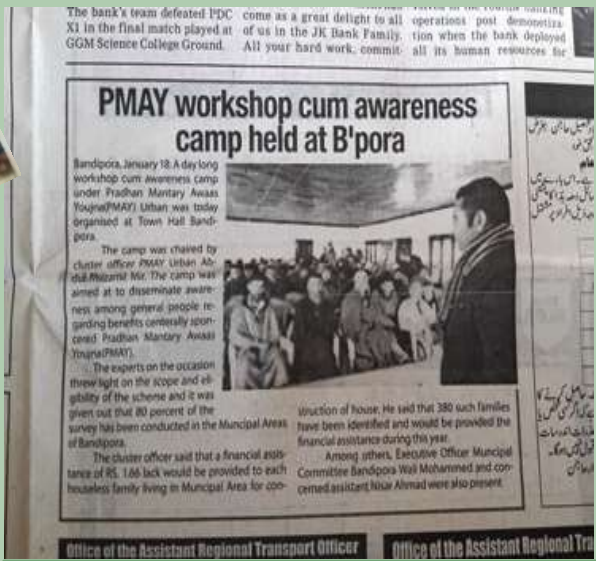 The bank's team defeated PDC
X1 in the final match played at
GGM Science College Ground.
come as a great delight to all
of us in the JK Bank Family.
All your hard work, commit-
operations post demonetiza-
tion when the bank deployed
all its human resources for
PMAY workshop cum awareness
camp held at B'pora
Bandipora, January 18: A day long
workshop cum awareness camp
under Pradhan Mantary Awaas
Youjna(PMAY) Urban was today
organised at Town Hall Bandi-
pora.
The camp was chaired by
cluster officer PMAY Urban Ab-
dul Muzamil Mir. The camp was
aimed at to disseminate aware-
ness among general people re-
garding benefits centerally spon-
cered Pradhan Mantary Awaas
Youjna(PMAY).
The experts on the occasion
threw light on the scope and eli-
gibility of the scheme and it was
given out that 80 percent of the
survey has been conducted in the Muncipal Areas
of Bandipora.
The cluster officer said that a financial assis-
tance of RS. 1.66 lack would be provided to each
houseless family living in Muncipal Area for con-
struction of house. He said that 380 such families
have been identified and would be provided the
financial assistance during this year.
Among others, Executive Officer Muncipal
Committee Bandipora Wali Mohammed and con-
cerned assistant Nisar Ahmad were also present.
Office of the Assistant Regional Transport Officer
Office of the Assistant Regional Tra